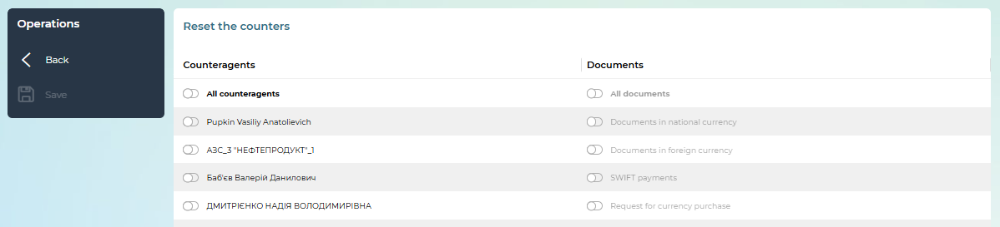 Operations
Back
Save
Reset the counters
Counteragents Documents
All counteragents All documents
Pupkin Vasiliy Anatolievich Documents in national currency
АЗС_3 "НЕФТЕПРОДУКТ"_1 Documents in foreign currency
Баб'єв Валерій Данилович SWIFT payments
ДМИТРІЄНКО НАДІЯ ВОЛОДИМИРІВНА Request for currency purchase